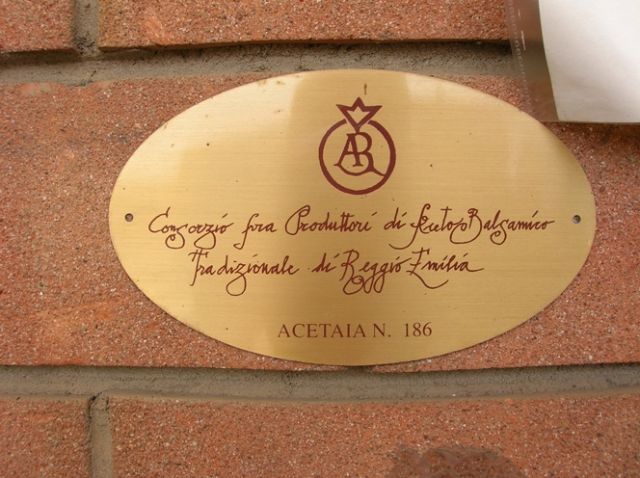 AB
Consorzio fra Produttori di Aceto Balsamico
Tradizionale di Reggio Emilia
ACETAIA N. 186